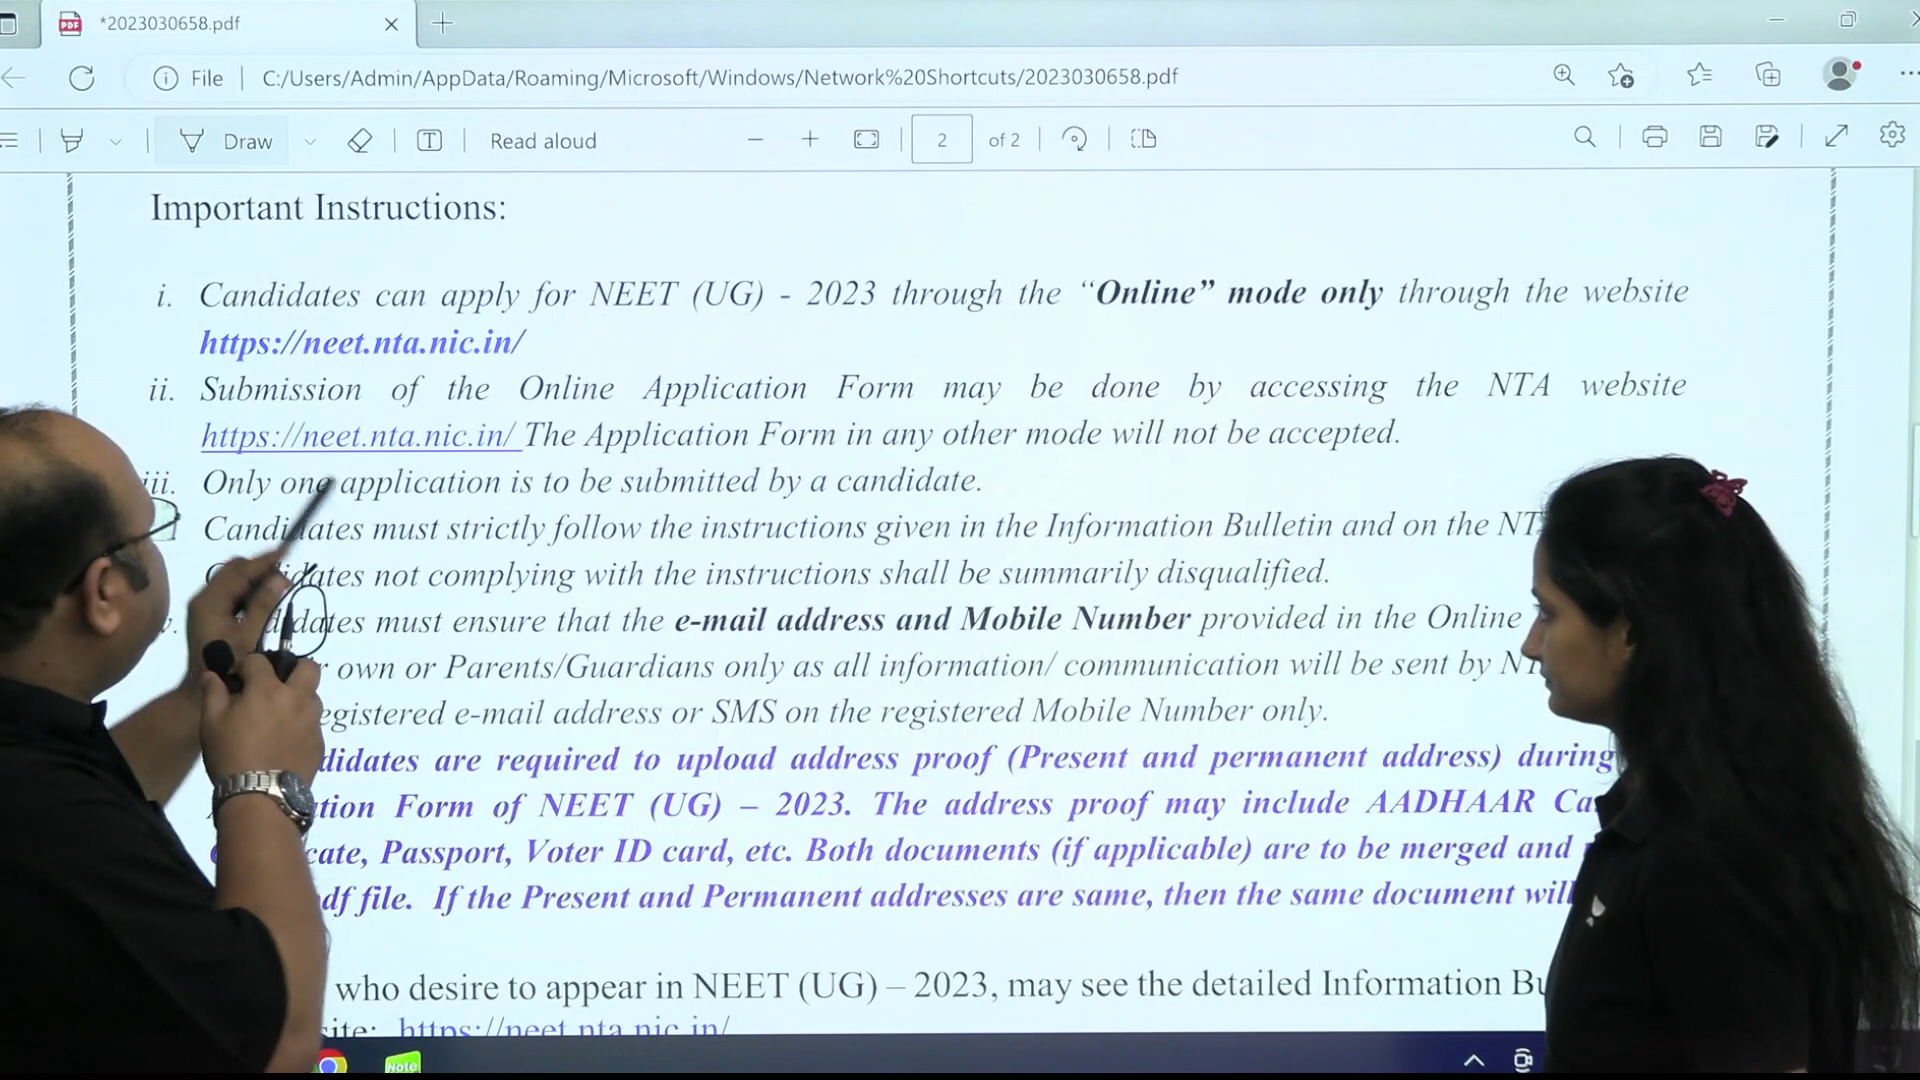 *2023030658.pdf
File C:/Users/Admin/AppData/Roaming/Microsoft/Windows/Network%20Shortcuts/2023030658.pdf
Draw Read aloud 2 of 2
Important Instructions:
i. Candidates can apply for NEET (UG) - 2023 through the “Online” mode only through the website
https://neet.nta.nic.in/
ii. Submission of the Online Application Form may be done by accessing the NTA website
https://neet.nta.nic.in/ The Application Form in any other mode will not be accepted.
iii. Only one application is to be submitted by a candidate.
Candidates must strictly follow the instructions given in the Information Bulletin and on the
not complying with the instructions shall be summarily disqualified.
must ensure that the e-mail address and Mobile Number provided in the Online
own or Parents/Guardians only as all information/ communication will be sent by
egistered e-mail address or SMS on the registered Mobile Number only.
didates are required to upload address proof (Present and permanent address) during
tion Form of NEET (UG) – 2023. The address proof may include AADHAAR
cate, Passport, Voter ID card, etc. Both documents (if applicable) are to be merged and
df file. If the Present and Permanent addresses are same, then the same document will
who desire to appear in NEET (UG) – 2023, may see the detailed Information
ite: https://neet.nta.nic.in/
Note